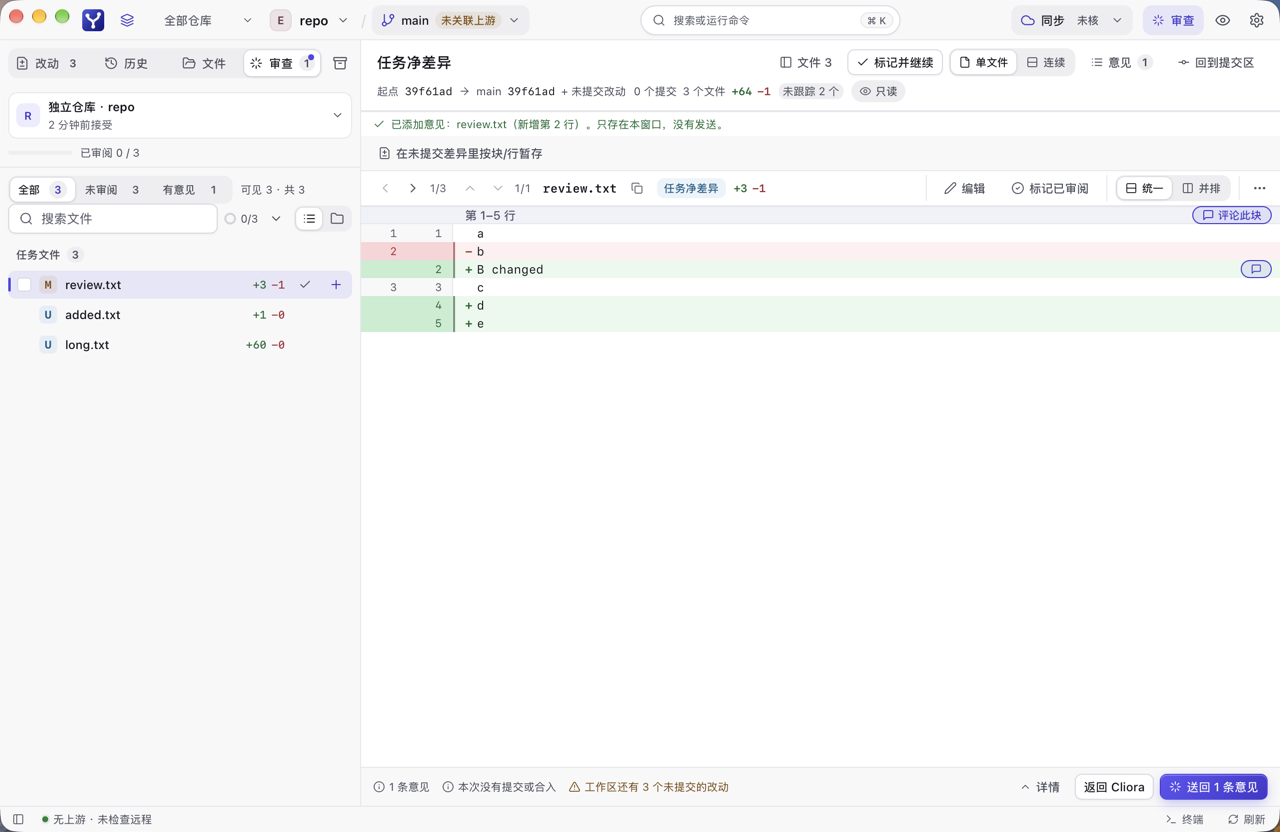 全部仓库 E repo / main 未关联上游 搜索或运行命令 ⌘ K 同步 未核 审查
改动 3 历史 文件 审查 1
R 独立仓库 · repo
2 分钟前接受
已审阅 0 / 3
全部 3 未审阅 3 有意见 1 可见 3 · 共 3
搜索文件 0/3
任务文件 3
M review.txt +3 −1
U added.txt +1 −0
U long.txt +60 −0
任务净差异 文件 3 标记并继续 单文件 连续 意见 1 回到提交区
起点 39f61ad → main 39f61ad + 未提交改动 0 个提交 3 个文件 +64 −1 未跟踪 2 个 只读
已添加意见：review.txt（新增第 2 行）。只存在本窗口，没有发送。
在未提交差异里按块/行暂存
1/3 1/1 review.txt 任务净差异 +3 −1 编辑 标记已审阅 统一 并排 ···
第 1–5 行 评论此块
1 1 a
2 − b
2 + B changed
3 3 c
4 + d
5 + e
1 条意见 本次没有提交或合入 工作区还有 3 个未提交的改动 详情 返回 Cliora 送回 1 条意见
无上游 · 未检查远程 终端 刷新